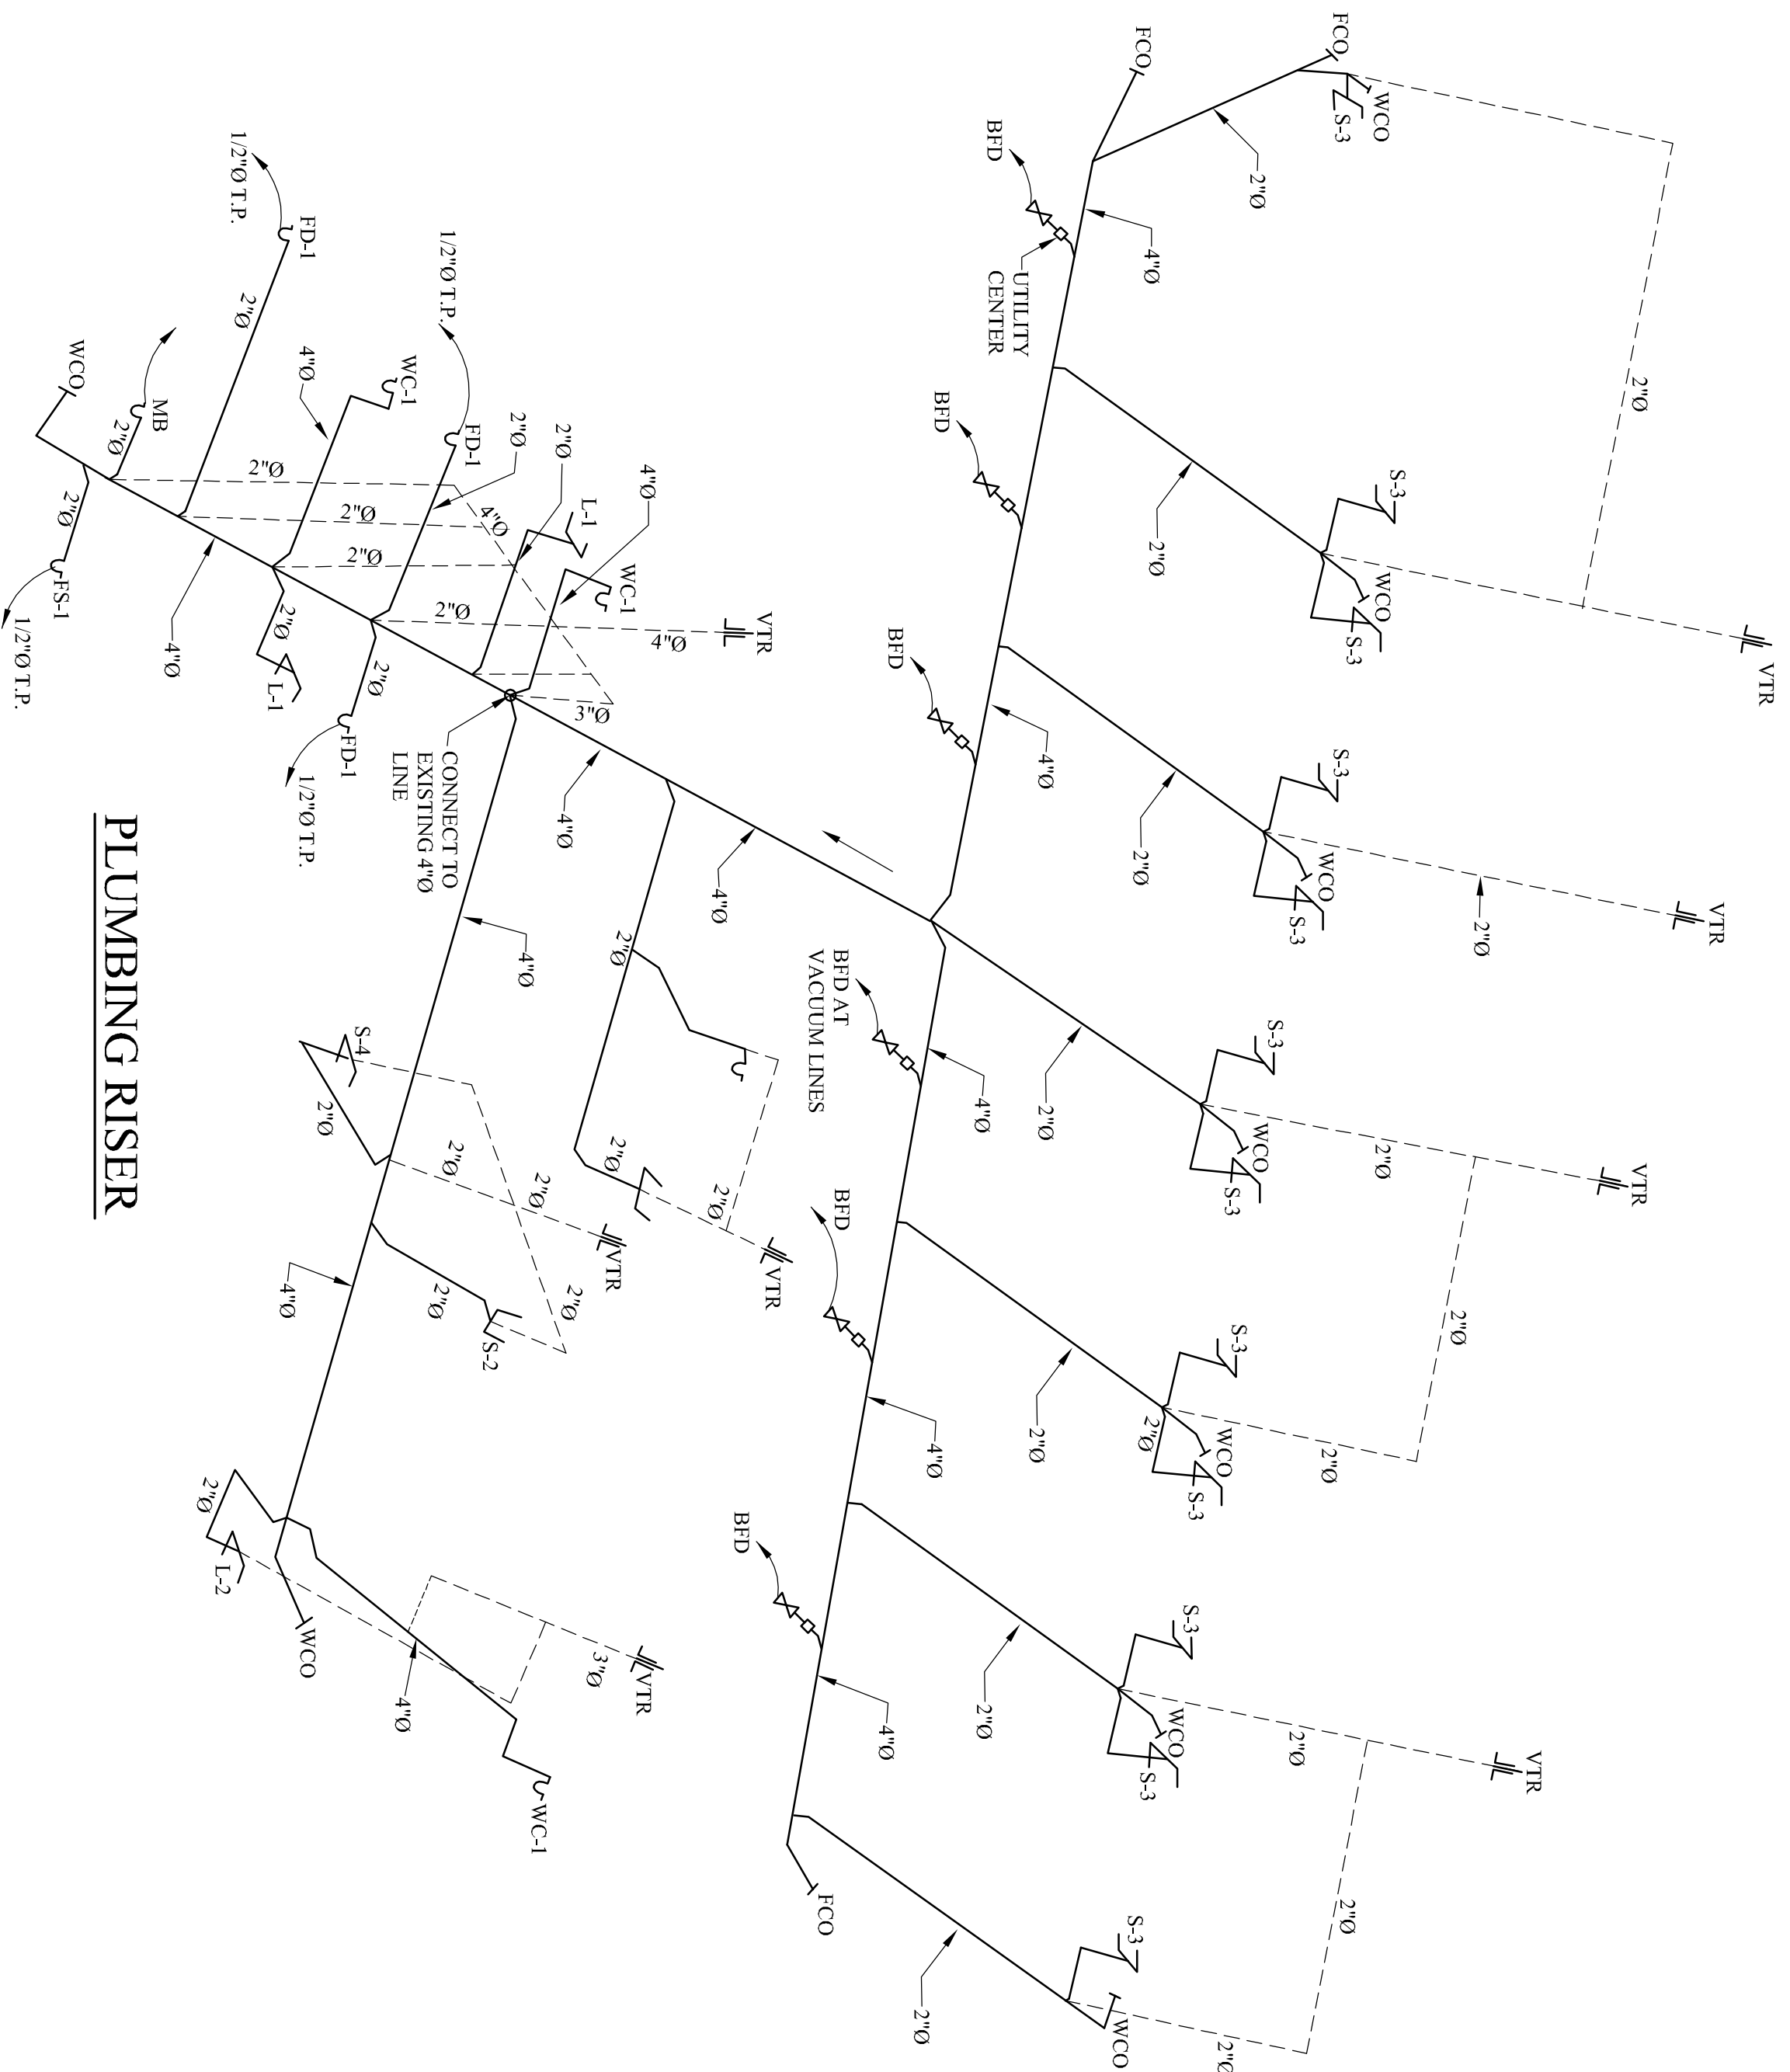 VTR
VTR
2"Ø
VTR
VTR
2"Ø
2"Ø
S-3
2"Ø
WCO
WCO
S-3
2"Ø
FCO
S-3
S-3
2"Ø
WCO
S-3
2"Ø
S-3
WCO
2"Ø
S-3
S-3
WCO
2"Ø
S-3
S-3
WCO
2"Ø
4"Ø
2"Ø
S-3
FCO
2"Ø
S-3
WCO
4"Ø
2"Ø
2"Ø
UTILITY
CENTER
BFD
2"Ø
4"Ø
BFD
4"Ø
2"Ø
BFD
4"Ø
BFD
BFD AT
VACUUM LINES
FCO
VTR
VTR
BFD
2"Ø
4"Ø
4"Ø
4"Ø
VTR
WC-1
2"Ø
2"Ø
VTR
3"Ø
3"Ø
L-1
2"Ø
4"Ø
2"Ø
2"Ø
WC-1
4"Ø
2"Ø
4"Ø
S-2
FD-1
2"Ø
2"Ø
1/2"Ø T.P.
CONNECT TO
EXISTING 4"Ø
LINE
2"Ø
WC-1
4"Ø
2"Ø
2"Ø
S-4
2"Ø
FD-1
2"Ø
FD-1
WCO
1/2"Ø T.P.
4"Ø
4"Ø
2"Ø
L-1
2"Ø
2"Ø
1/2"Ø T.P.
L-2
2"Ø
4"Ø
MB
2"Ø
PLUMBING RISER
WCO
2"Ø
FS-1
1/2"Ø T.P.